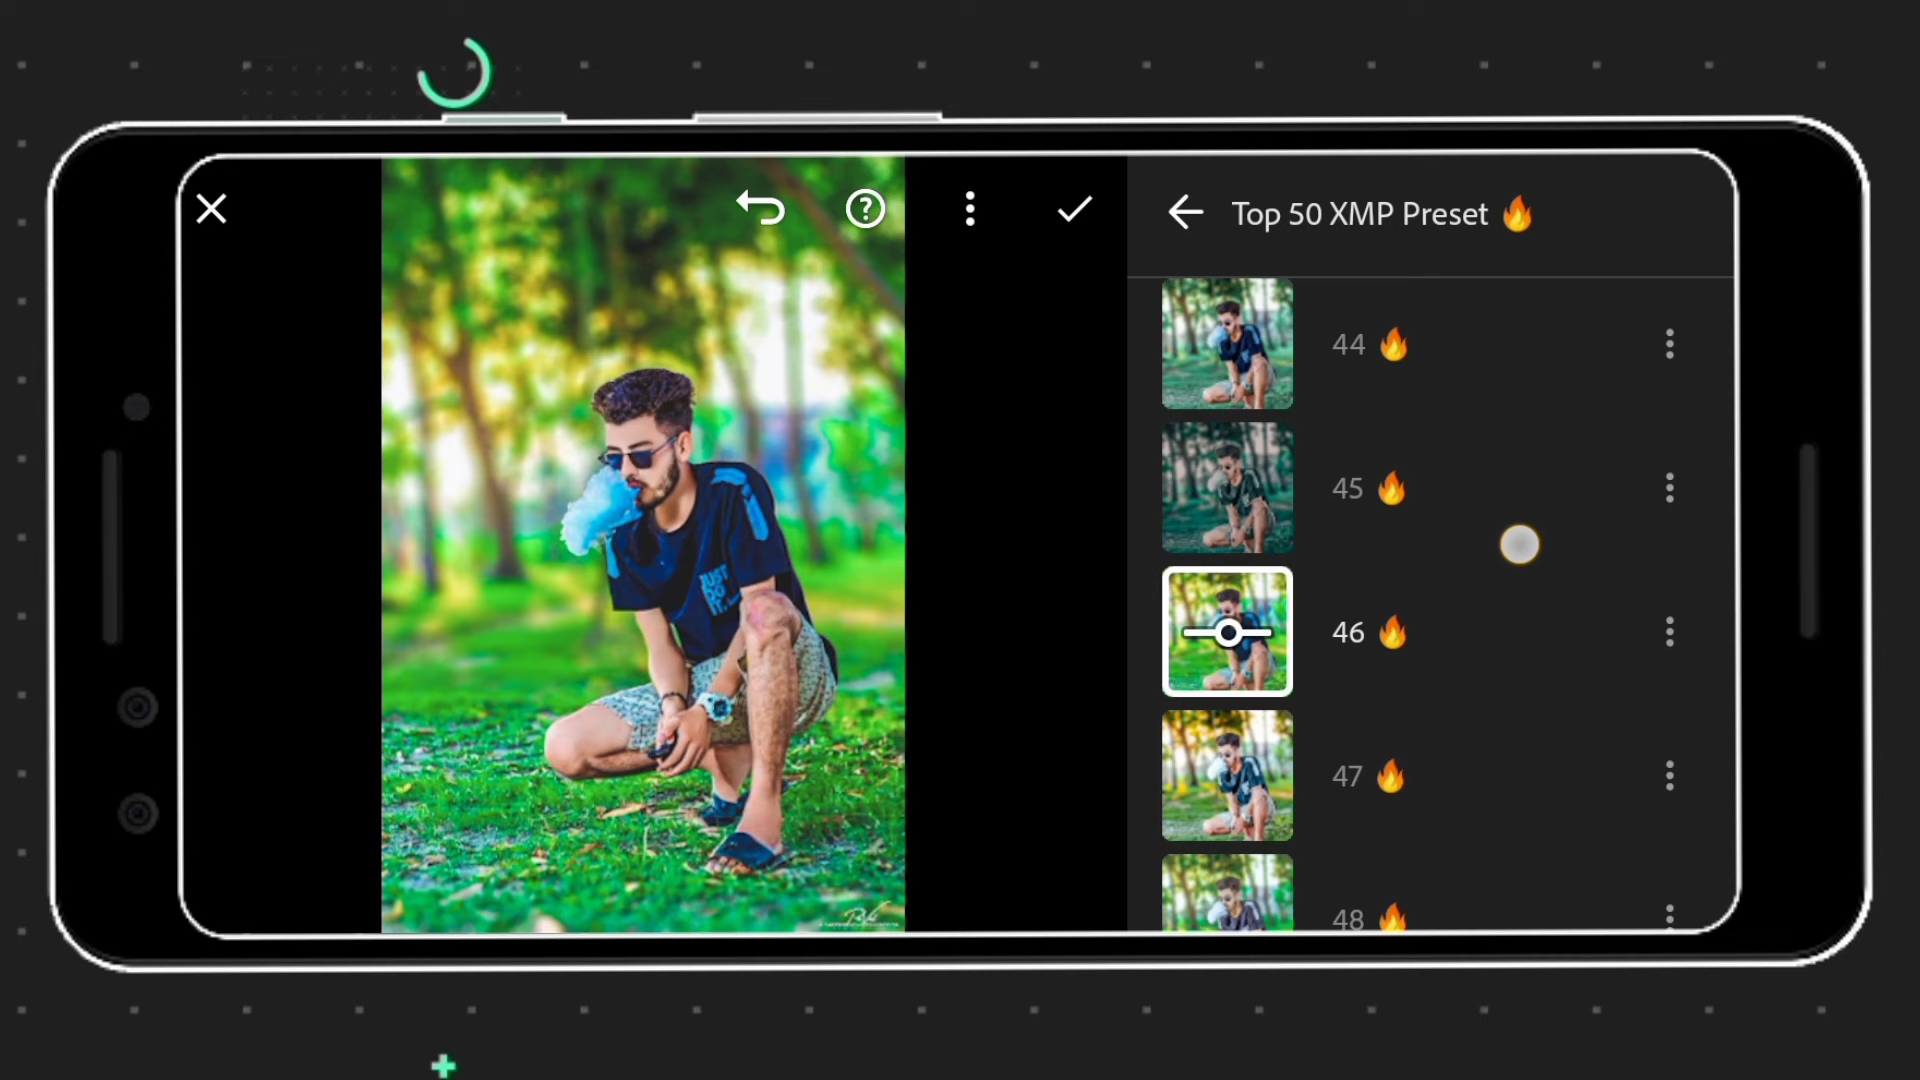 Top 50 XMP Preset 🔥
44 🔥
45 🔥
46 🔥
47 🔥
48 🔥
JUST
DO
IT.